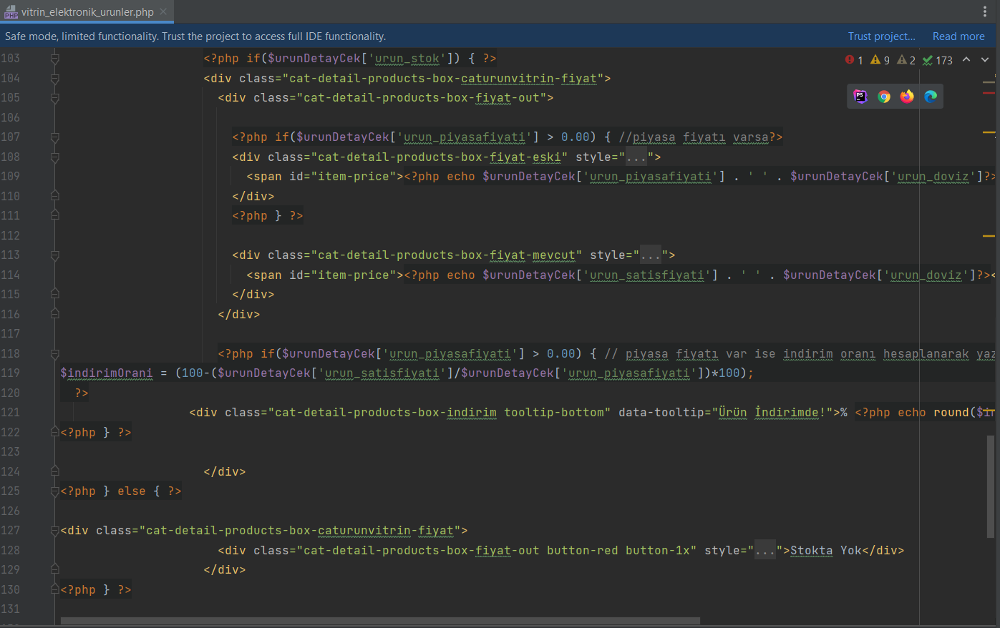 vitrin_elektronik_urunler.php
Safe mode, limited functionality. Trust the project to access full IDE functionality. Trust project... Read more
1 9 2 173
103 <?php if($urunDetayCek['urun_stok']) { ?>
104 <div class="cat-detail-products-box-caturunvitrin-fiyat">
105 <div class="cat-detail-products-box-fiyat-out">
106
107 <?php if($urunDetayCek['urun_piyasafiyati'] > 0.00) { //piyasa fiyatı varsa?>
108 <div class="cat-detail-products-box-fiyat-eski" style="...">
109 <span id="item-price"><?php echo $urunDetayCek['urun_piyasafiyati'] . ' ' . $urunDetayCek['urun_doviz']?>
110 </div>
111 <?php } ?>
112
113 <div class="cat-detail-products-box-fiyat-mevcut" style="...">
114 <span id="item-price"><?php echo $urunDetayCek['urun_satisfiyati'] . ' ' . $urunDetayCek['urun_doviz']?><
115 </div>
116 </div>
117
118 <?php if($urunDetayCek['urun_piyasafiyati'] > 0.00) { // piyasa fiyatı var ise indirim oranı hesaplanarak yaz
119 $indirimOrani = (100-($urunDetayCek['urun_satisfiyati']/$urunDetayCek['urun_piyasafiyati'])*100);
120 ?>
121 <div class="cat-detail-products-box-indirim tooltip-bottom" data-tooltip="Ürün İndirimde!">% <?php echo round($in
122 <?php } ?>
123
124 </div>
125 <?php } else { ?>
126
127 <div class="cat-detail-products-box-caturunvitrin-fiyat">
128 <div class="cat-detail-products-box-fiyat-out button-red button-1x" style="...">Stokta Yok</div>
129 </div>
130 <?php } ?>
131